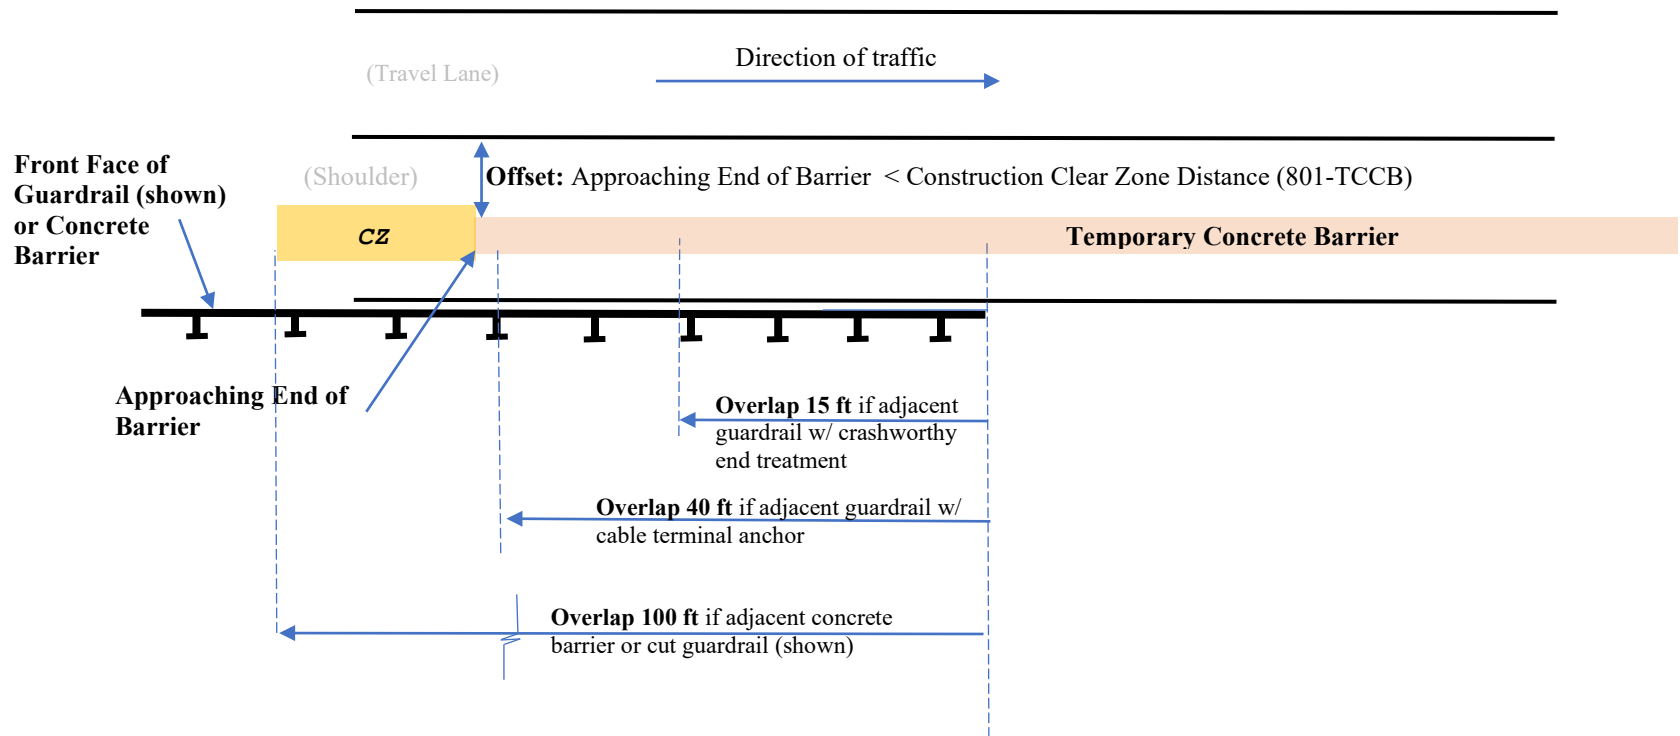 Direction of traffic
(Travel Lane)
Front Face of
Guardrail (shown)
or Concrete
Barrier
(Shoulder)
Offset: Approaching End of Barrier < Construction Clear Zone Distance (801-TCCB)
CZ
Temporary Concrete Barrier
Approaching End of
Barrier
Overlap 15 ft if adjacent
guardrail w/ crashworthy
end treatment
Overlap 40 ft if adjacent guardrail w/
cable terminal anchor
Overlap 100 ft if adjacent concrete
barrier or cut guardrail (shown)